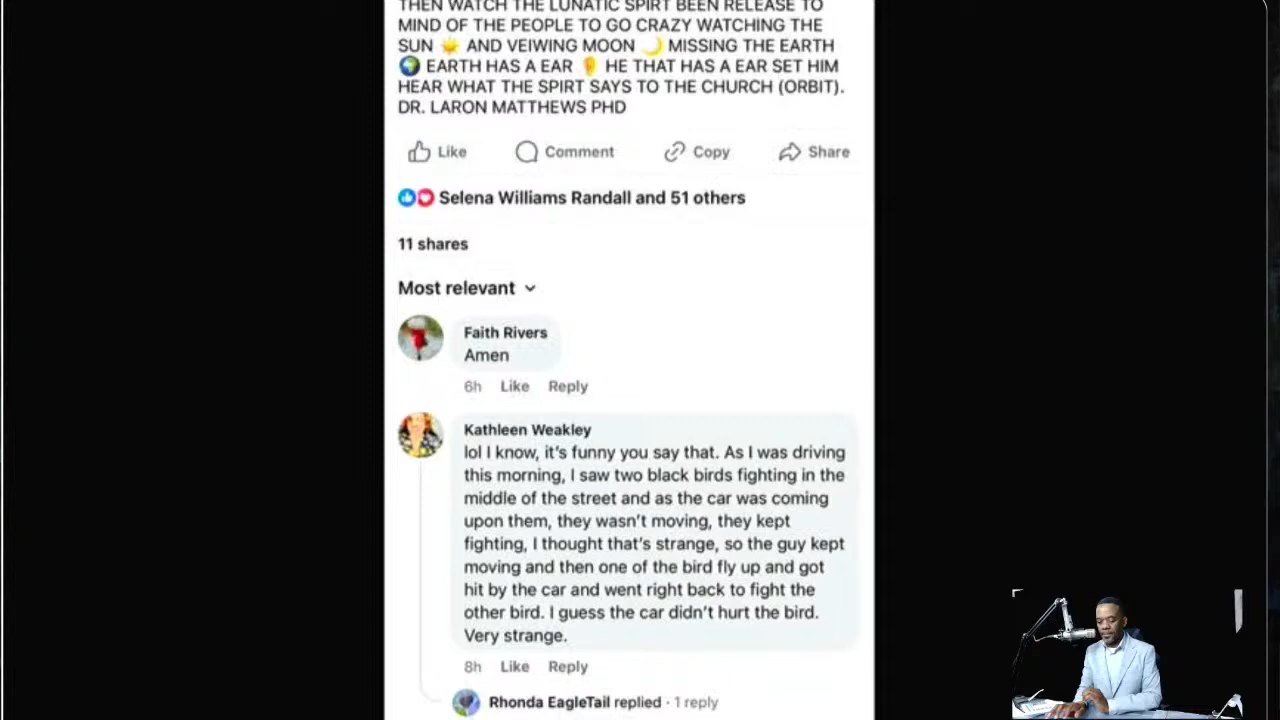 THEN WATCH THE LUNATIC SPIRT BEEN RELEASE TO
MIND OF THE PEOPLE TO GO CRAZY WATCHING THE
SUN ☀️ AND VEIWING MOON 🌙 MISSING THE EARTH
🌍 EARTH HAS A EAR 👂 HE THAT HAS A EAR SET HIM
HEAR WHAT THE SPIRT SAYS TO THE CHURCH (ORBIT).
DR. LARON MATTHEWS PHD
Like Comment Copy Share
Selena Williams Randall and 51 others
11 shares
Most relevant
Faith Rivers
Amen
6h Like Reply
Kathleen Weakley
lol I know, it's funny you say that. As I was driving
this morning, I saw two black birds fighting in the
middle of the street and as the car was coming
upon them, they wasn't moving, they kept
fighting, I thought that's strange, so the guy kept
moving and then one of the bird fly up and got
hit by the car and went right back to fight the
other bird. I guess the car didn't hurt the bird.
Very strange.
8h Like Reply
Rhonda EagleTail replied · 1 reply